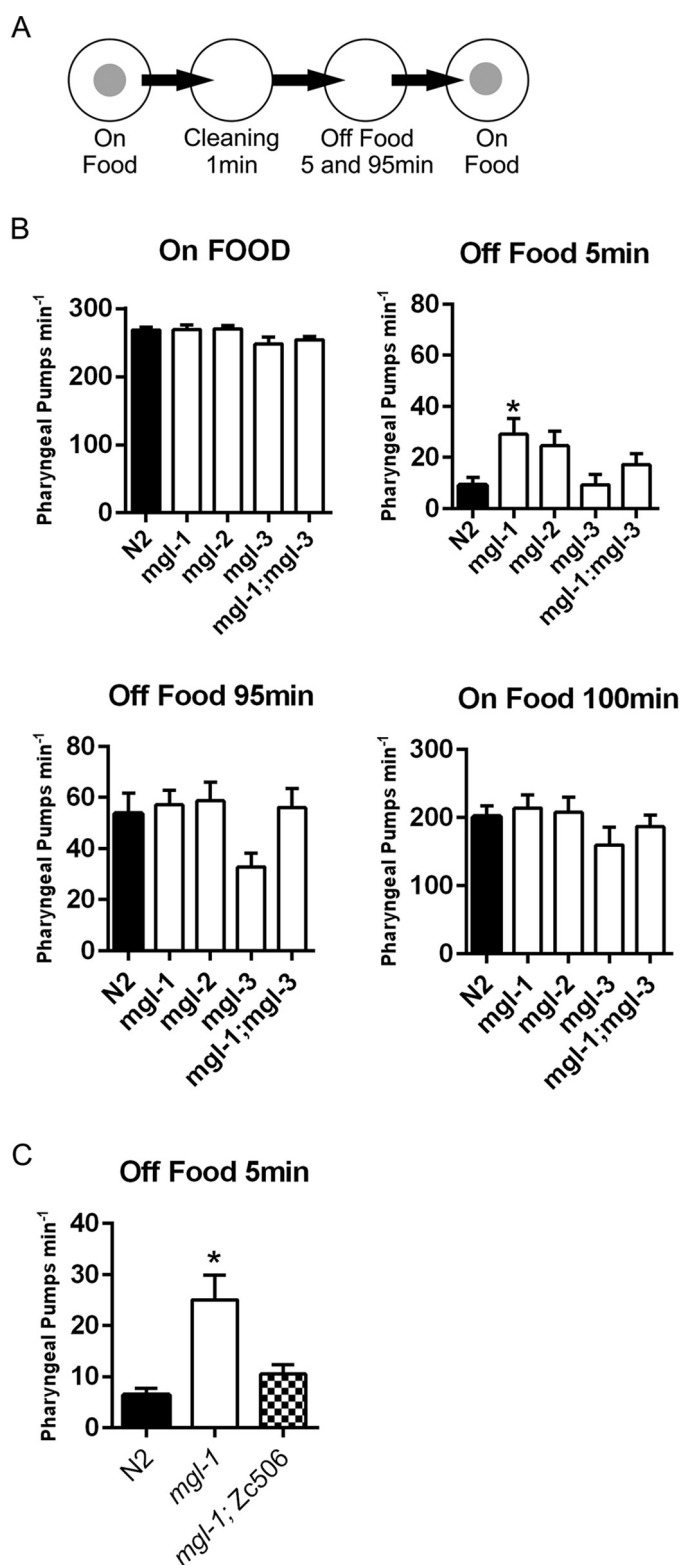 A
On Food
Cleaning 1min
Off Food 5 and 95min
On Food
B
On FOOD
Pharyngeal Pumps min-1
300
200
100
0
N2
mgl-1
mgl-2
mgl-3
mgl-1;mgl-3
Off Food 5min
Pharyngeal Pumps min-1
80
60
40
20
0
N2
mgl-1
mgl-2
mgl-3
mgl-1:mgl-3
*
Off Food 95min
Pharyngeal Pumps min-1
80
60
40
20
0
N2
mgl-1
mgl-2
mgl-3
mgl-1;mgl-3
On Food 100min
Pharyngeal Pumps min-1
300
200
100
0
N2
mgl-1
mgl-2
mgl-3
mgl-1;mgl-3
C
Off Food 5min
Pharyngeal Pumps min-1
40
30
20
10
0
*
N2
mgl-1
mgl-1; Zc506